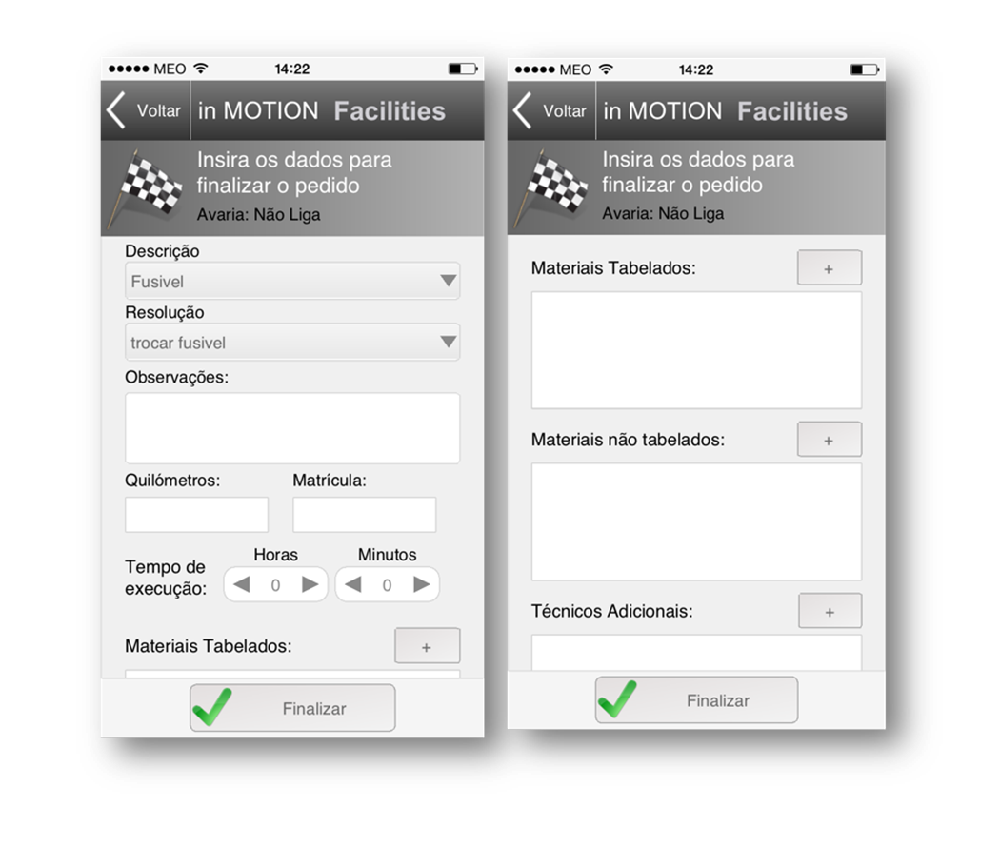 MEO 14:22
Voltar in MOTION Facilities
Insira os dados para
finalizar o pedido
Avaria: Não Liga
Descrição
Fusivel
Resolução
trocar fusivel
Observações:
Quilómetros: Matrícula:
Horas Minutos
Tempo de
execução:
0 0
Materiais Tabelados: +
Finalizar
MEO 14:22
Voltar in MOTION Facilities
Insira os dados para
finalizar o pedido
Avaria: Não Liga
Materiais Tabelados: +
Materiais não tabelados: +
Técnicos Adicionais: +
Finalizar